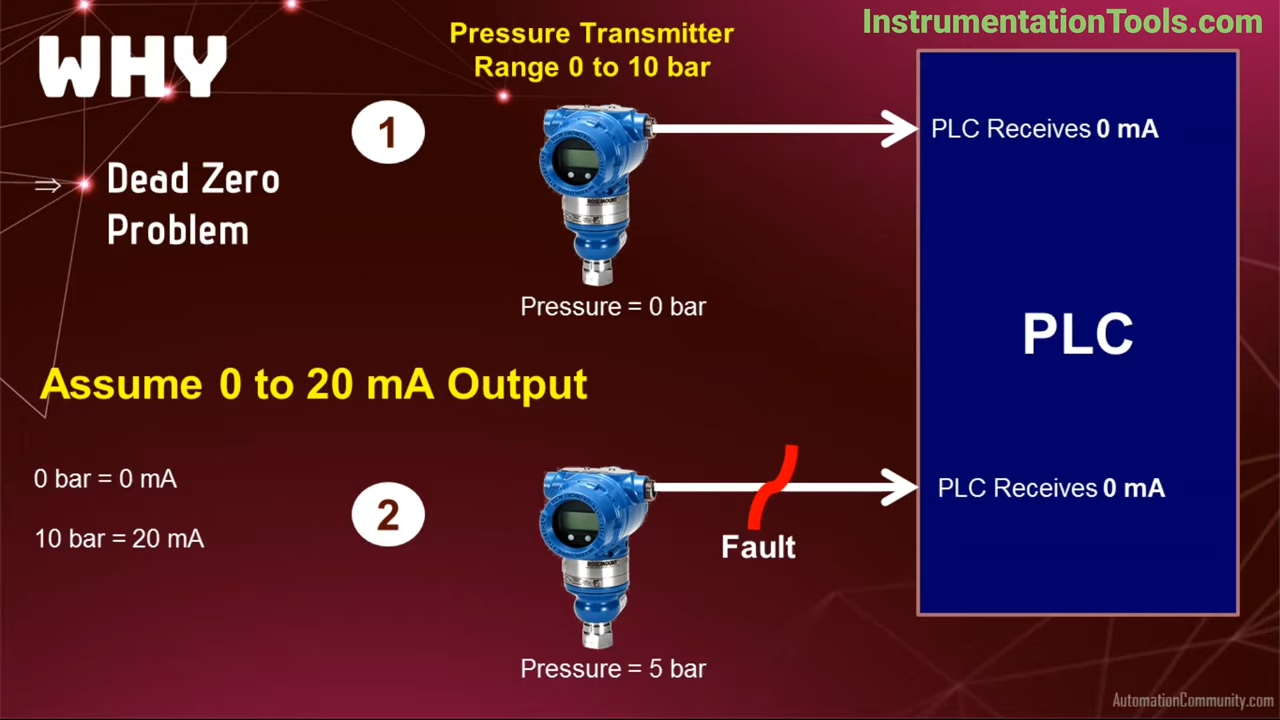 InstrumentationTools.com
WHY
Pressure Transmitter
Range 0 to 10 bar
1
PLC Receives 0 mA
⇒ Dead Zero
Problem
ROSEMOUNT
Pressure = 0 bar
PLC
Assume 0 to 20 mA Output
0 bar = 0 mA
10 bar = 20 mA
2
PLC Receives 0 mA
Fault
ROSEMOUNT
Pressure = 5 bar
AutomationCommunity.com